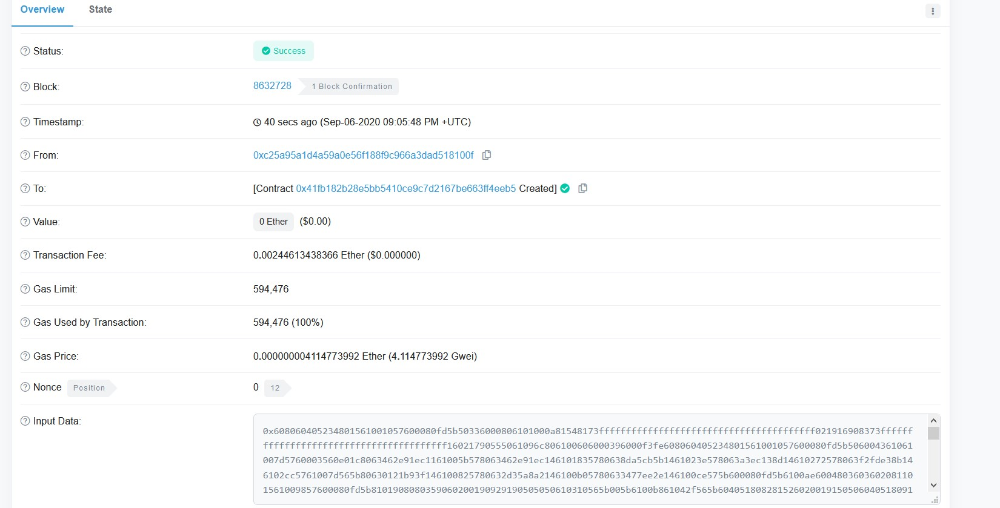 Overview State
Status: Success
Block: 8632728 1 Block Confirmation
Timestamp: 40 secs ago (Sep-06-2020 09:05:48 PM +UTC)
From: 0xc25a95a1d4a59a0e56f188f9c966a3dad518100f
To: [Contract 0x41fb182b28e5bb5410ce9c7d2167be663ff4eeb5 Created]
Value: 0 Ether ($0.00)
Transaction Fee: 0.00244613438366 Ether ($0.000000)
Gas Limit: 594,476
Gas Used by Transaction: 594,476 (100%)
Gas Price: 0.000000004114773992 Ether (4.114773992 Gwei)
Nonce Position 0 12
Input Data:
0x608060405234801561001057600080fd5b50336000806101000a81548173ffffffffffffffffffffffffffffffffffffffff021916908373ffffff
ffffffffffffffffffffffffffffffffff16021790555061096c806100606000396000f3fe608060405234801561001057600080fd5b506004361061
007d5760003560e01c8063462e91ec1161005b578063462e91ec146101835780638da5cb5b1461023e578063a3ec138d14610272578063f2fde38b14
6102cc5761007d565b80630121b93f146100825780632d35a8a2146100b05780633477ee2e146100ce575b600080fd5b6100ae600480360360208110
1561009857600080fd5b8101908080359060200190929190505050610310565b005b6100b861042f565b6040518082815260200191505060405180​91